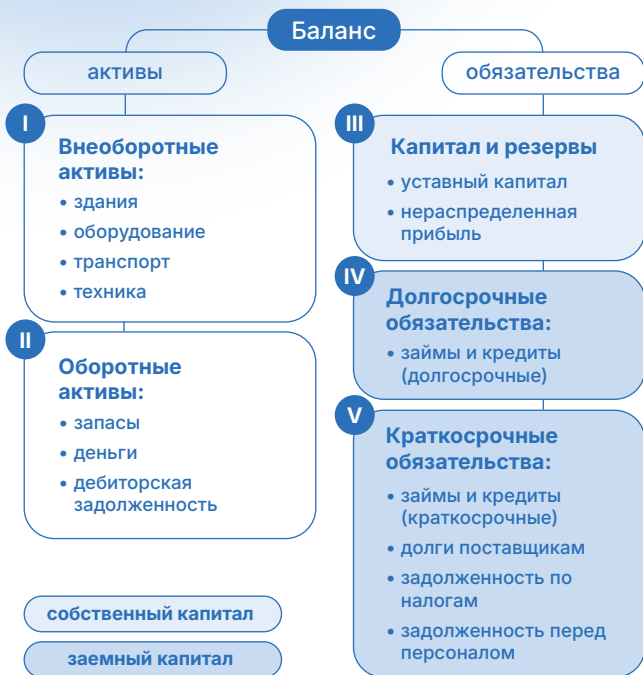 Баланс
активы
I
Внеоборотные
активы:
• здания
• оборудование
• транспорт
• техника
II
Оборотные
активы:
• запасы
• деньги
• дебиторская
задолженность
собственный капитал
заемный капитал
обязательства
III
Капитал и резервы
• уставный капитал
• нераспределенная
прибыль
IV
Долгосрочные
обязательства:
• займы и кредиты
(долгосрочные)
V
Краткосрочные
обязательства:
• займы и кредиты
(краткосрочные)
• долги поставщикам
• задолженность по
налогам
• задолженность перед
персоналом